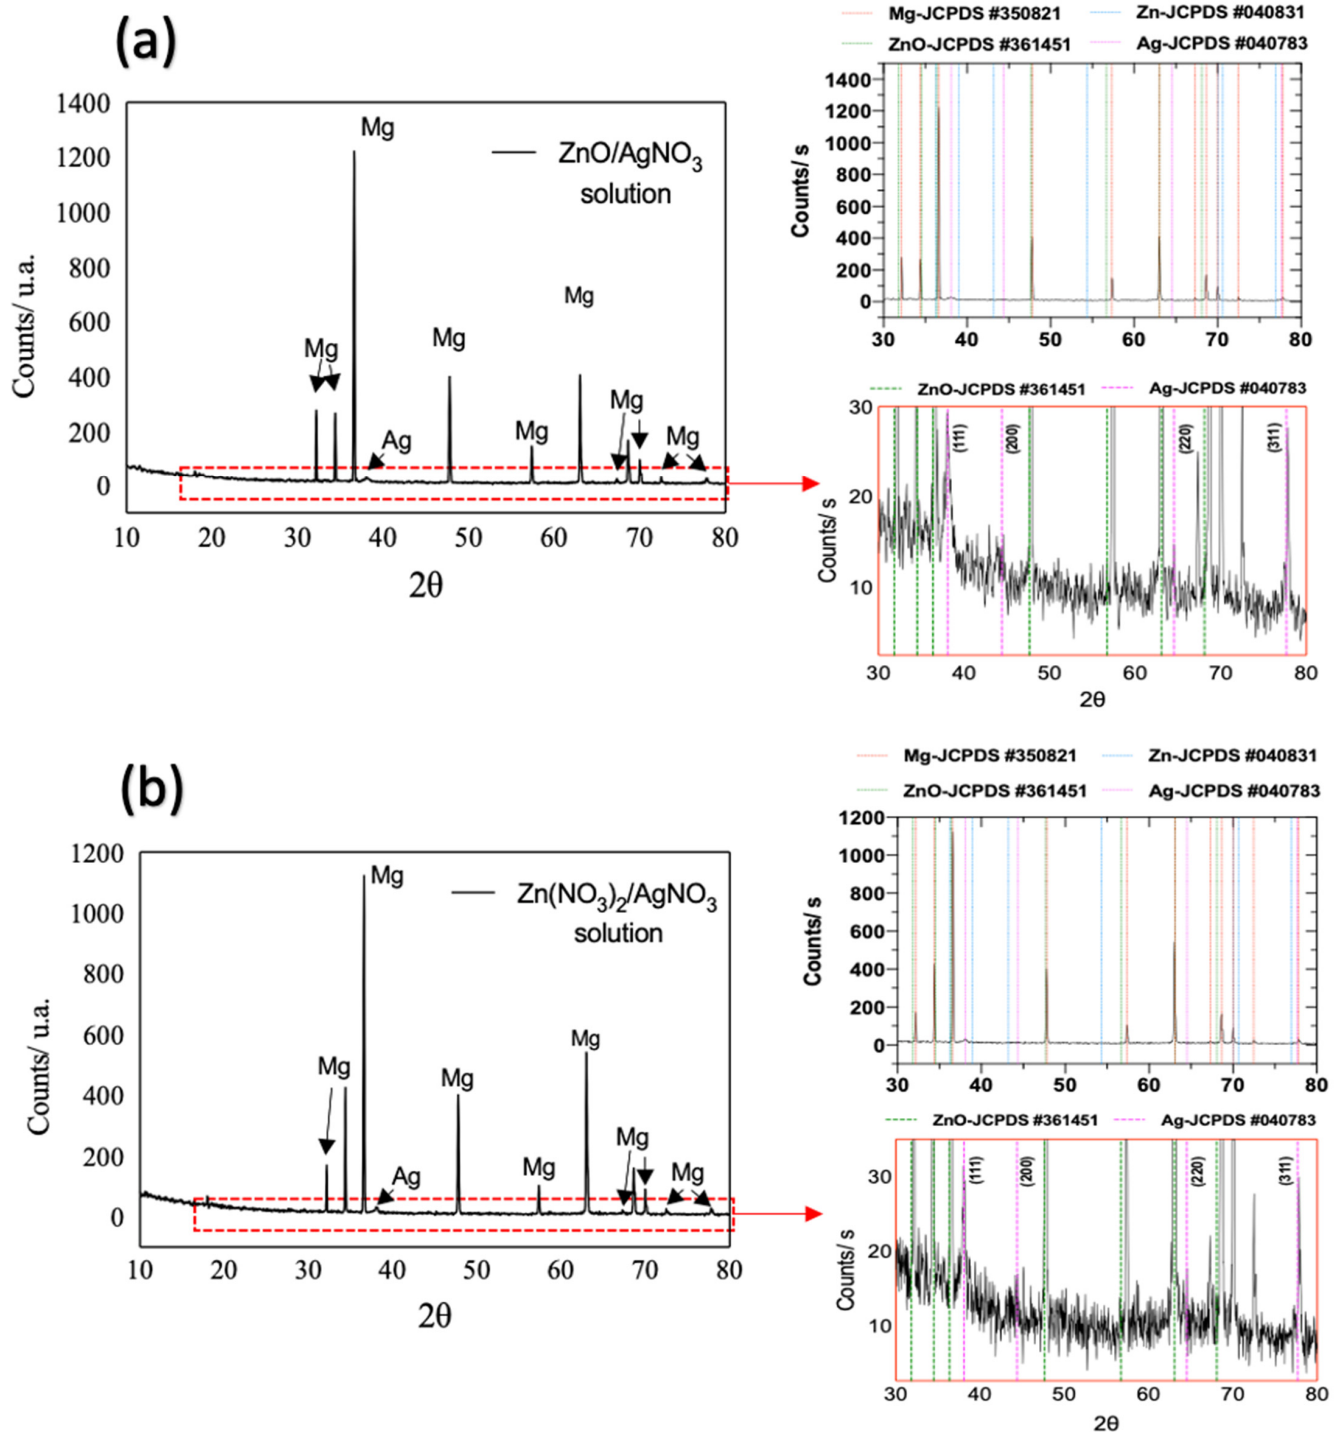 (a)
Mg-JCPDS #350821 Zn-JCPDS #040831
ZnO-JCPDS #361451 Ag-JCPDS #040783
1400
1200
1000
800
600
400
200
0
Counts/ u.a.
Mg
ZnO/AgNO3
solution
Mg
Mg
Mg
Mg
Mg
Mg
Ag
10 20 30 40 50 60 70 80
2θ
1400
1200
1000
800
600
400
200
0
Counts/ s
30 40 50 60 70 80
ZnO-JCPDS #361451 Ag-JCPDS #040783
30
20
10
Counts/ s
(111) (200) (220) (311)
30 40 50 60 70 80
2θ
(b)
Mg-JCPDS #350821 Zn-JCPDS #040831
ZnO-JCPDS #361451 Ag-JCPDS #040783
1200
1000
800
600
400
200
0
Counts/ u.a.
Mg
Zn(NO3)2/AgNO3
solution
Mg
Mg
Mg
Mg
Mg
Mg
Ag
10 20 30 40 50 60 70 80
2θ
1200
1000
800
600
400
200
0
Counts/ s
30 40 50 60 70 80
ZnO-JCPDS #361451 Ag-JCPDS #040783
30
20
10
Counts/ s
(111) (200) (220) (311)
30 40 50 60 70 80
2θ